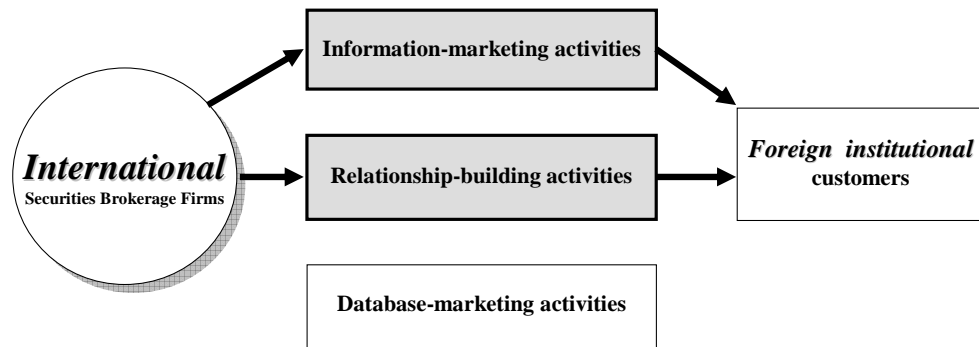 Information-marketing activities
International
Securities Brokerage Firms
Relationship-building activities
Foreign institutional
customers
Database-marketing activities